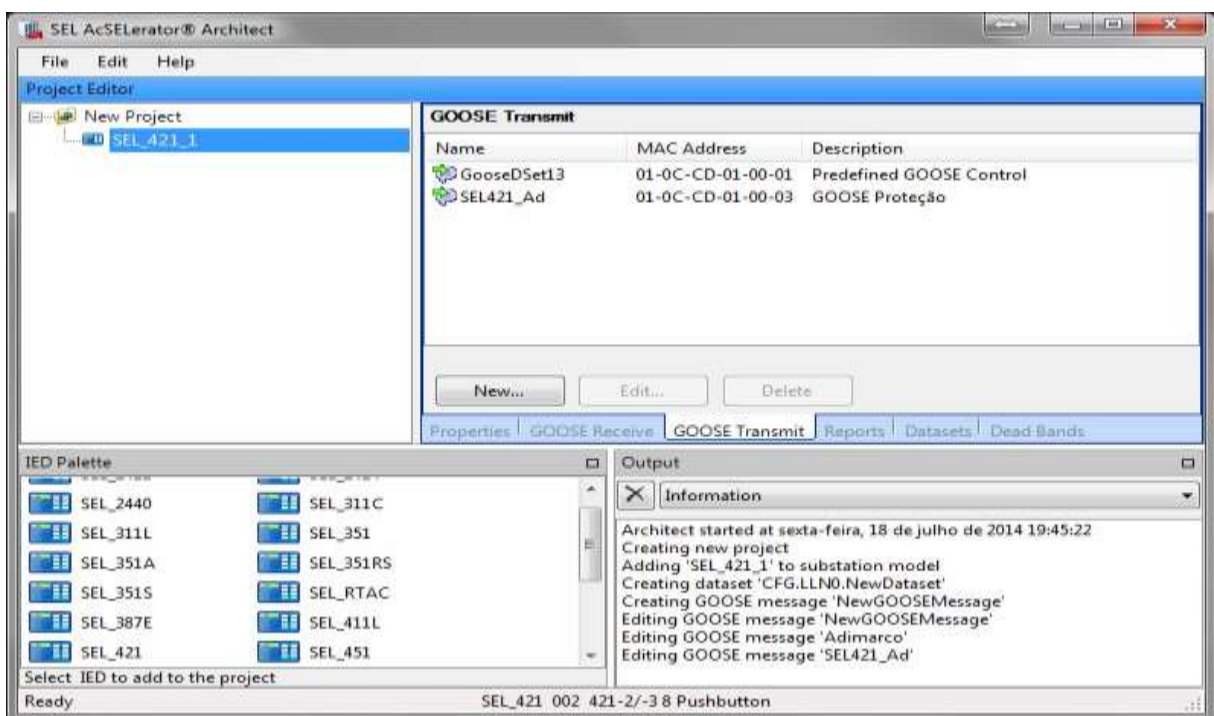 SEL AcSELerator® Architect
File Edit Help
Project Editor
New Project
SEL_421_1
GOOSE Transmit
Name MAC Address Description
GooseDSet13 01-0C-CD-01-00-01 Predefined GOOSE Control
SEL421_Ad 01-0C-CD-01-00-03 GOOSE Proteção
New... Edit... Delete
Properties GOOSE Receive GOOSE Transmit Reports Datasets Dead Bands
IED Palette
SEL_2440 SEL_311C
SEL_311L SEL_351
SEL_351A SEL_351RS
SEL_351S SEL_RTAC
SEL_387E SEL_411L
SEL_421 SEL_451
Select IED to add to the project
Output
Information
Architect started at sexta-feira, 18 de julho de 2014 19:45:22
Creating new project
Adding 'SEL_421_1' to substation model
Creating dataset 'CFG.LLN0.NewDataset'
Creating GOOSE message 'NewGOOSEMessage'
Editing GOOSE message 'NewGOOSEMessage'
Editing GOOSE message 'Adimarco'
Editing GOOSE message 'SEL421_Ad'
Ready SEL_421 002 421-2/-3 8 Pushbutton